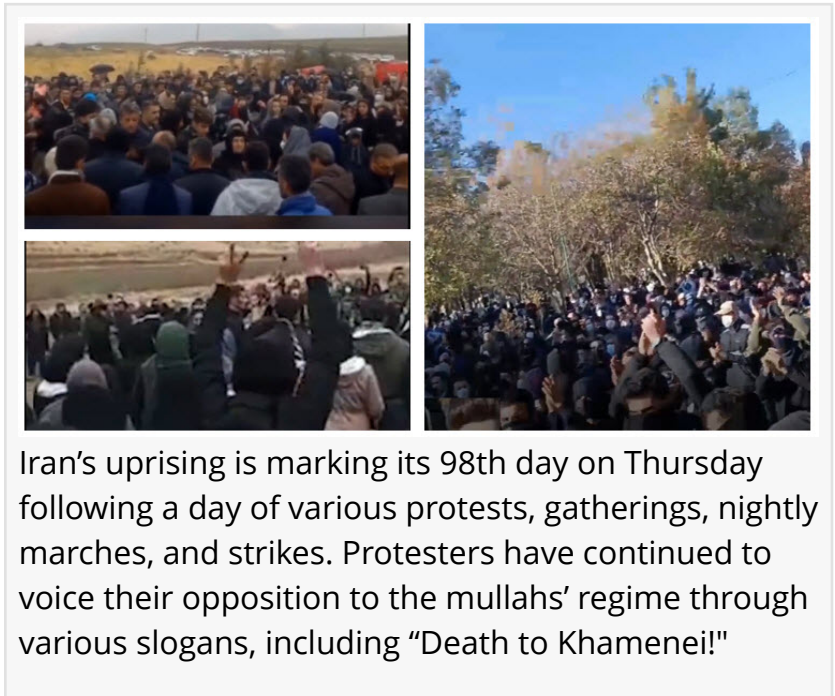 Iran’s uprising is marking its 98th day on Thursday
following a day of various protests, gatherings, nightly
marches, and strikes. Protesters have continued to
voice their opposition to the mullahs’ regime through
various slogans, including “Death to Khamenei!"